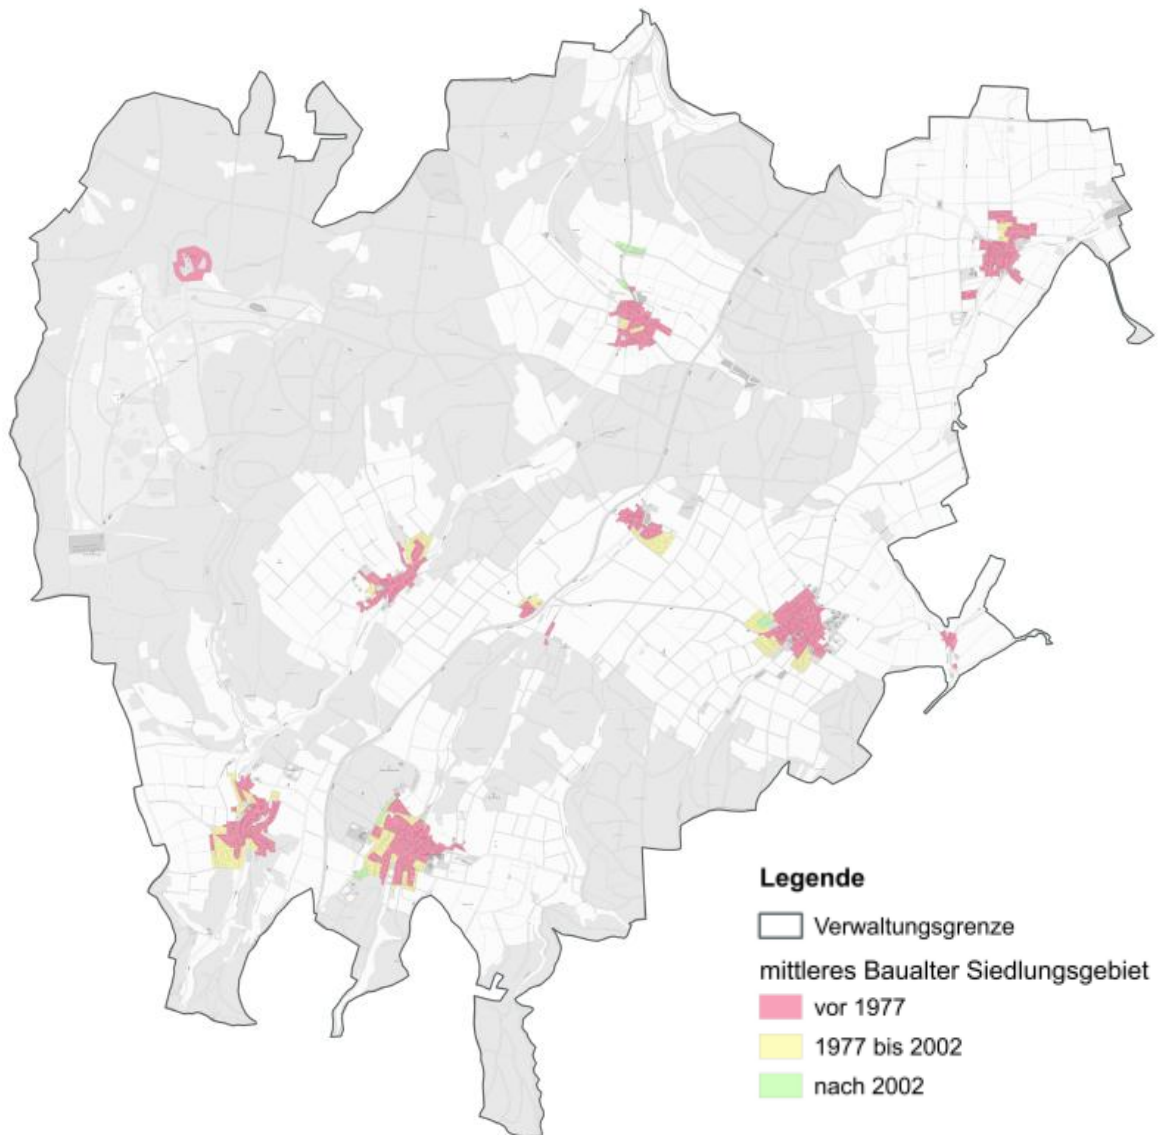 Legende
Verwaltungsgrenze
mittleres Baualter Siedlungsgebiet
vor 1977
1977 bis 2002
nach 2002